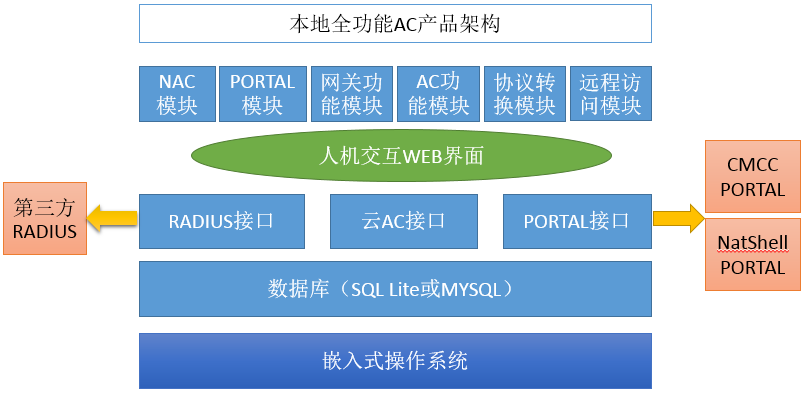 本地全功能AC产品架构
NAC
模块
PORTAL
模块
网关功
能模块
AC功
能模块
协议转
换模块
远程访
问模块
人机交互WEB界面
第三方
RADIUS
RADIUS接口
云AC接口
PORTAL接口
CMCC
PORTAL
NatShell
PORTAL
数据库（SQL Lite或MYSQL）
嵌入式操作系统